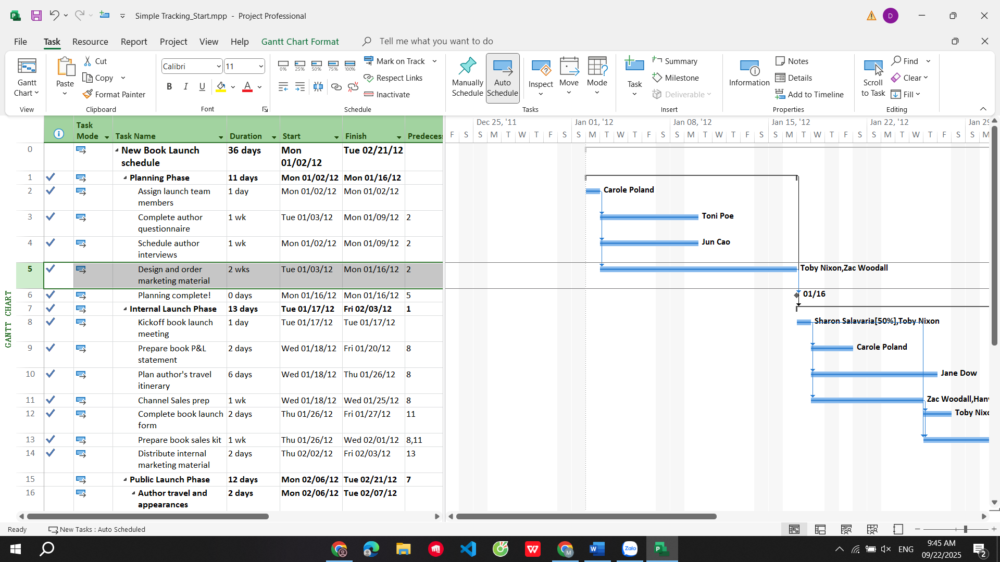 Simple Tracking_Start.mpp - Project Professional
D
File Task Resource Report Project View Help Gantt Chart Format Tell me what you want to do
Gantt Chart
View
Paste
Cut
Copy
Format Painter
Clipboard
Calibri 11
B I U A
Font
0% 25% 50% 75% 100%
Mark on Track
Respect Links
Inactivate
Schedule
Manually Schedule
Auto Schedule
Inspect
Move
Mode
Tasks
Task
Summary
Milestone
Deliverable
Insert
Information
Notes
Details
Add to Timeline
Properties
Scroll to Task
Find
Clear
Fill
Editing
Task Mode Task Name Duration Start Finish Predecess
Dec 25, '11 Jan 01, '12 Jan 08, '12 Jan 15, '12 Jan 22, '12 Jan 29
F S S M T W T F S S M T W T F S S M T W T F S S M T W T F S S M T W T F S S M
GANTT CHART
0 New Book Launch schedule 36 days Mon 01/02/12 Tue 02/21/12
1 Planning Phase 11 days Mon 01/02/12 Mon 01/16/12
2 Assign launch team members 1 day Mon 01/02/12 Mon 01/02/12
3 Complete author questionnaire 1 wk Tue 01/03/12 Mon 01/09/12 2
4 Schedule author interviews 1 wk Mon 01/02/12 Mon 01/09/12 2
5 Design and order marketing material 2 wks Tue 01/03/12 Mon 01/16/12 2
6 Planning complete! 0 days Mon 01/16/12 Mon 01/16/12 5
7 Internal Launch Phase 13 days Tue 01/17/12 Fri 02/03/12 1
8 Kickoff book launch meeting 1 day Tue 01/17/12 Tue 01/17/12
9 Prepare book P&L statement 2 days Wed 01/18/12 Fri 01/20/12 8
10 Plan author's travel itinerary 6 days Wed 01/18/12 Thu 01/26/12 8
11 Channel Sales prep 1 wk Wed 01/18/12 Wed 01/25/12 8
12 Complete book launch form 2 days Thu 01/26/12 Fri 01/27/12 11
13 Prepare book sales kit 1 wk Thu 01/26/12 Wed 02/01/12 8,11
14 Distribute internal marketing material 2 days Thu 02/02/12 Fri 02/03/12 13
15 Public Launch Phase 12 days Mon 02/06/12 Tue 02/21/12 7
16 Author travel and appearances 2 days Mon 02/06/12 Tue 02/07/12
Carole Poland
Toni Poe
Jun Cao
Toby Nixon,Zac Woodall
01/16
Sharon Salavaria[50%],Toby Nixon
Carole Poland
Jane Dow
Zac Woodall,Han
Toby Nixo
Ready New Tasks : Auto Scheduled
W Zalo P
ENG
9:45 AM
09/22/2025
2